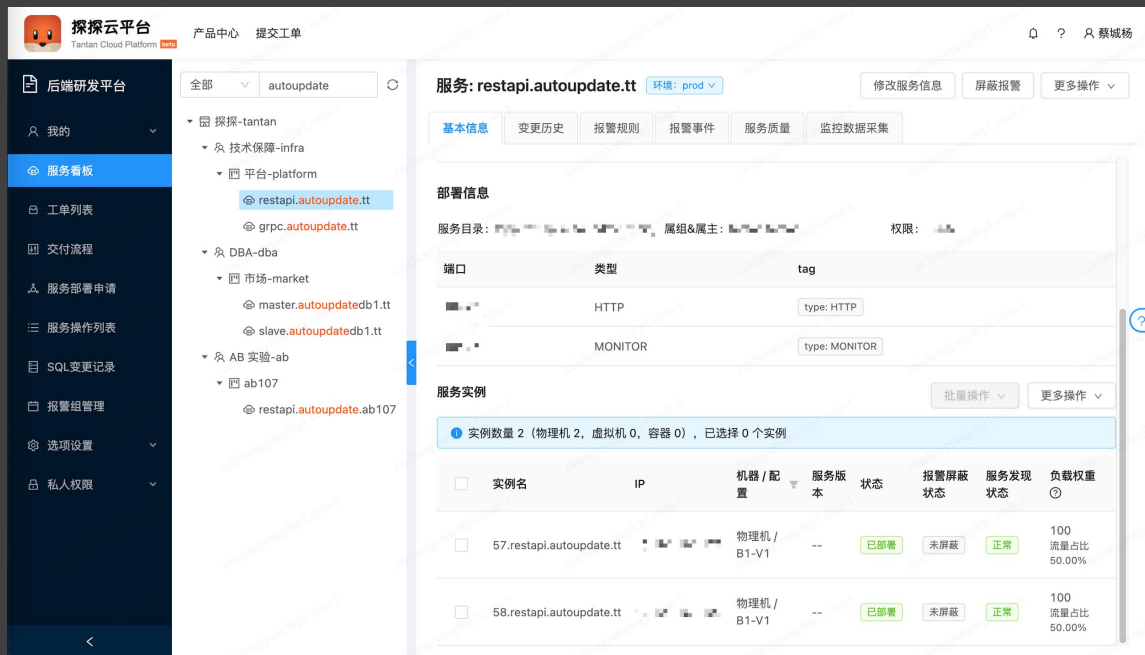 探探云平台
Tantan Cloud Platform beta
产品中心 提交工单
? 蔡城杨
后端研发平台
我的
服务看板
工单列表
交付流程
服务部署申请
服务操作列表
SQL变更记录
报警组管理
选项设置
私人权限
<
全部 autoupdate
探探-tantan
技术保障-infra
平台-platform
restapi.autoupdate.tt
grpc.autoupdate.tt
DBA-dba
市场-market
master.autoupdatedb1.tt
slave.autoupdatedb1.tt
AB 实验-ab
ab107
restapi.autoupdate.ab107
服务: restapi.autoupdate.tt 环境: prod
修改服务信息 屏蔽报警 更多操作
基本信息 变更历史 报警规则 报警事件 服务质量 监控数据采集
部署信息
服务目录: 属组&属主: 权限:
端口 类型 tag
HTTP type: HTTP
MONITOR type: MONITOR
服务实例 批量操作 更多操作
实例数量 2（物理机 2，虚拟机 0，容器 0），已选择 0 个实例
实例名 IP 机器 / 配置 服务版本 状态 报警屏蔽状态 服务发现状态 负载权重
57.restapi.autoupdate.tt 物理机 / B1-V1 -- 已部署 未屏蔽 正常 100 流量占比 50.00%
58.restapi.autoupdate.tt 物理机 / B1-V1 -- 已部署 未屏蔽 正常 100 流量占比 50.00%